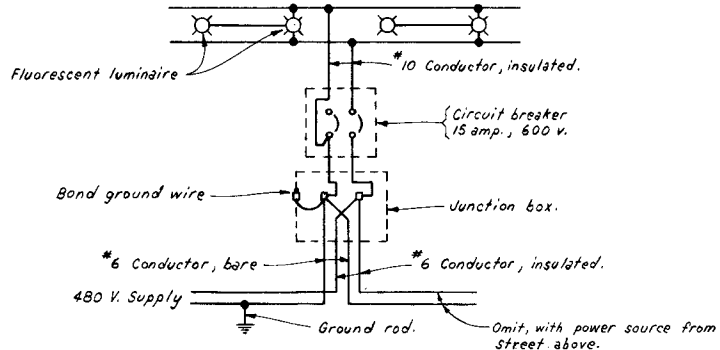 Fluorescent luminaire
#10 Conductor, insulated.
Circuit breaker
15 amp., 600 v.
Bond ground wire
Junction box.
#6 Conductor, bare
#6 Conductor, insulated.
480 V. Supply
Ground rod.
Omit, with power source from
street above.